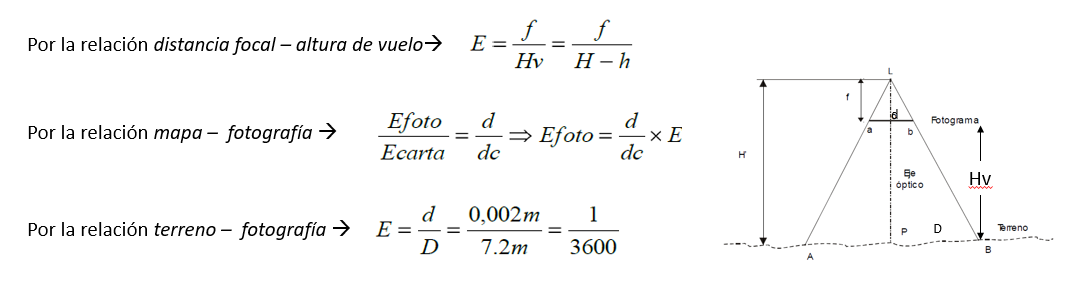 Por la relación distancia focal – altura de vuelo→ E = f/Hv = f/(H − h)
Por la relación mapa – fotografía → Efoto/Ecarta = d/dc ⇒ Efoto = d/dc × E
Por la relación terreno – fotografía → E = d/D = 0,002m/7.2m = 1/3600
L
f
d
a
b
Fotograma
H'
Eje
óptico
Hv
P
D
Terreno
A
B